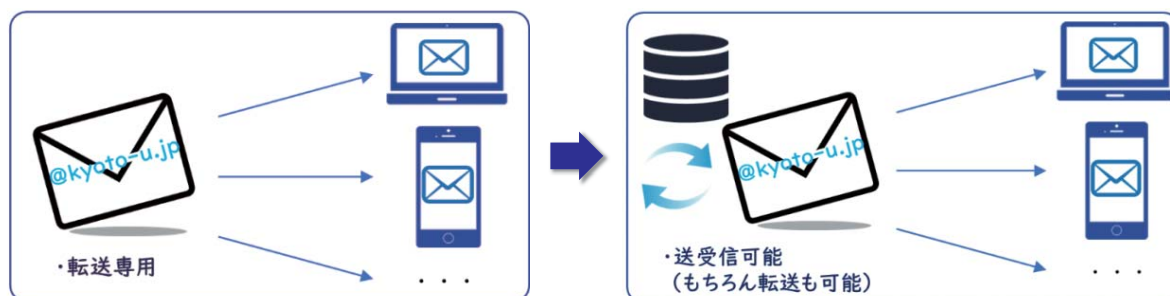 @kyoto-u.jp
・転送専用
・・・
@kyoto-u.jp
・送受信可能
（もちろん転送も可能）
・・・